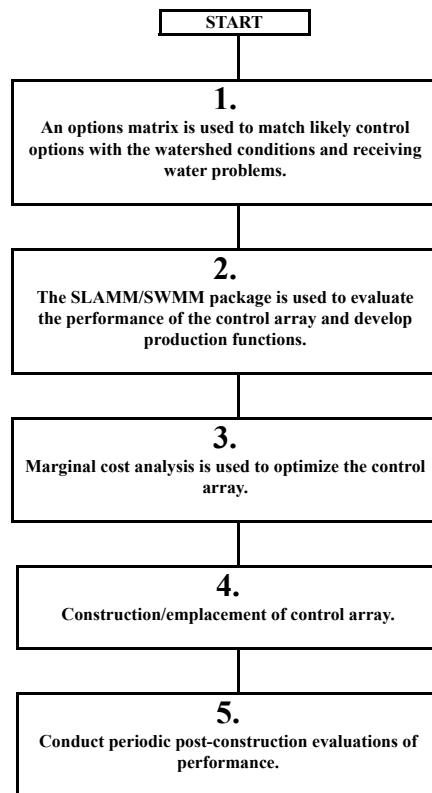 START
1.
An options matrix is used to match likely control
options with the watershed conditions and receiving
water problems.
2.
The SLAMM/SWMM package is used to evaluate
the performance of the control array and develop
production functions.
3.
Marginal cost analysis is used to optimize the control
array.
4.
Construction/emplacement of control array.
5.
Conduct periodic post-construction evaluations of
performance.